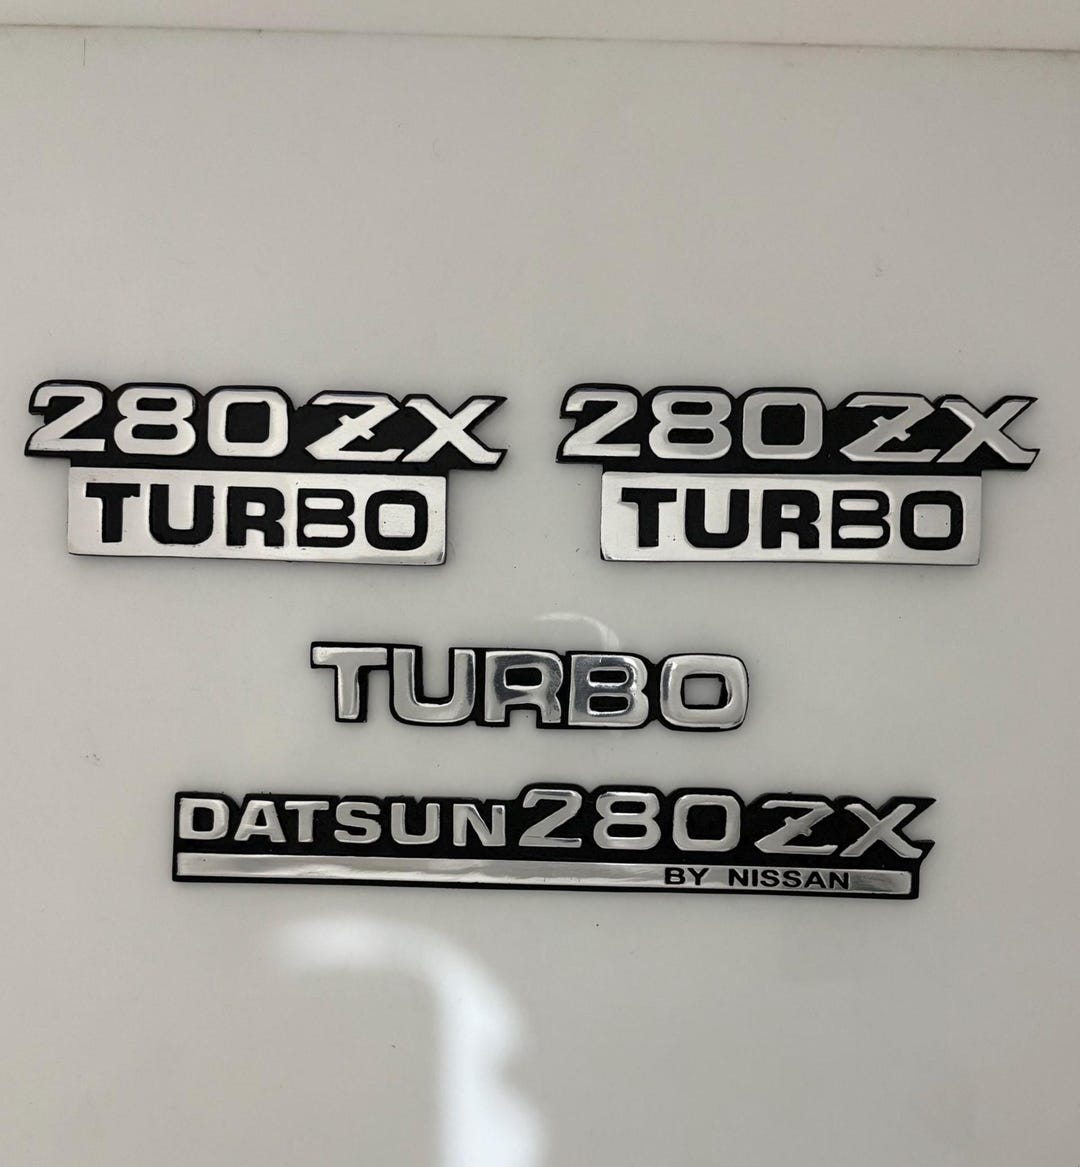 280ZX
TURBO
280ZX
TURBO
TURBO
DATSUN 280ZX
BY NISSAN